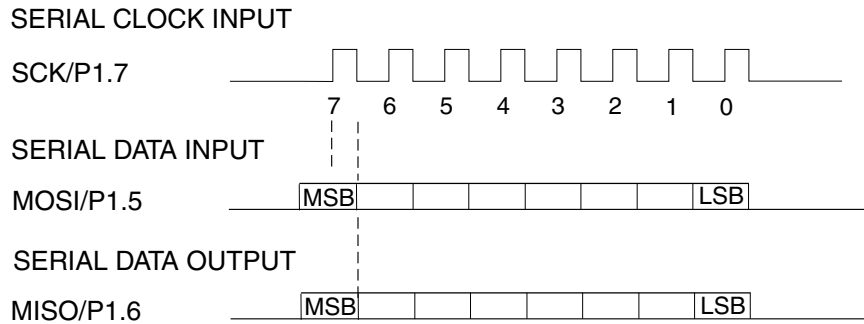 SERIAL CLOCK INPUT
SCK/P1.7
7 6 5 4 3 2 1 0
SERIAL DATA INPUT
MOSI/P1.5 MSB LSB
SERIAL DATA OUTPUT
MISO/P1.6 MSB LSB